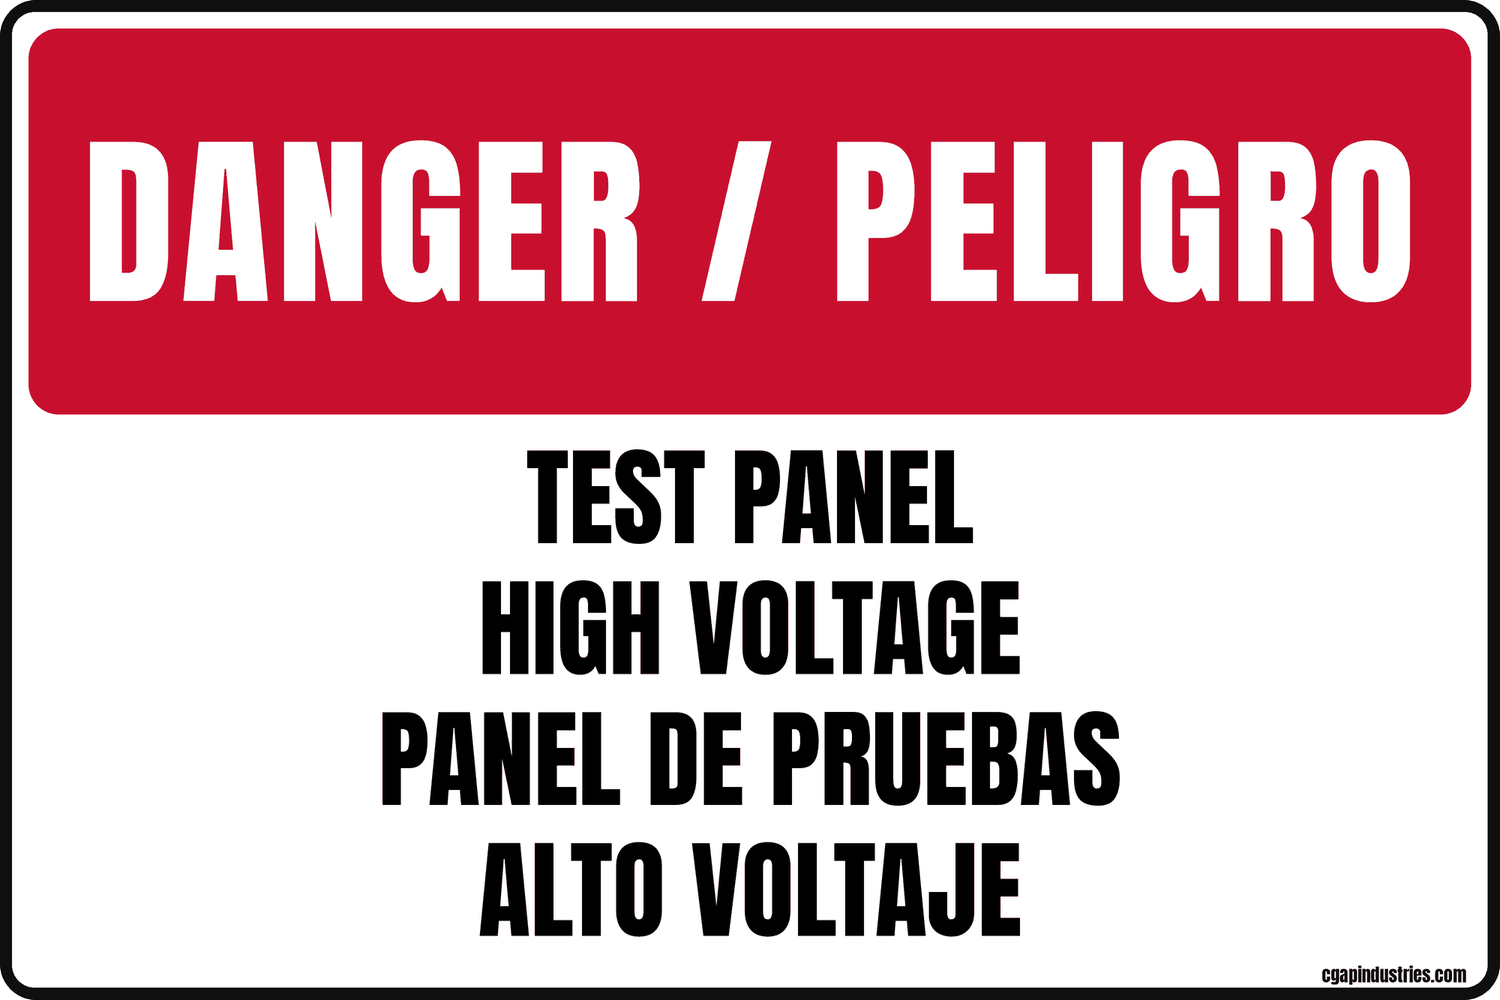 DANGER / PELIGRO
TEST PANEL
HIGH VOLTAGE
PANEL DE PRUEBAS
ALTO VOLTAJE
cgapindustries.com